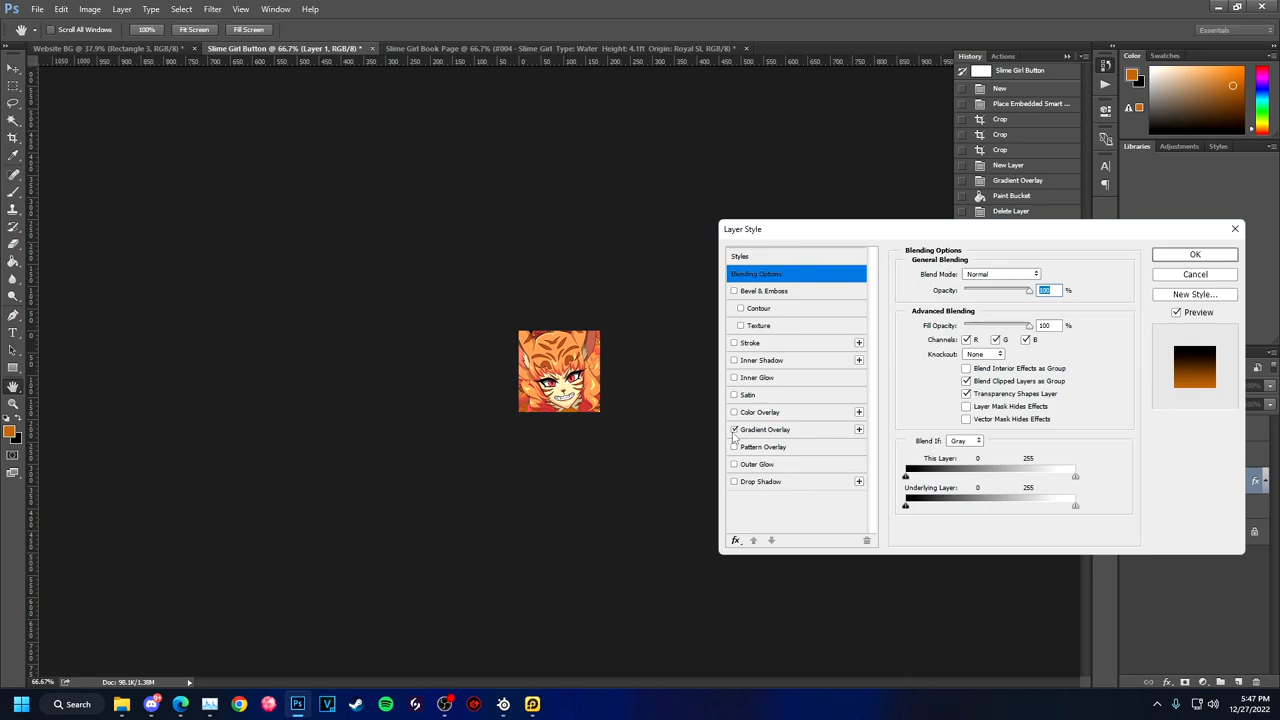 Ps File Edit Image Layer Type Select Filter View Window Help
Scroll All Windows 100% Fit Screen Fill Screen Essentials
Website BG @ 37.9% (Rectangle 3, RGB/8) * × Slime Girl Button @ 66.7% (Layer 1, RGB/8) * × Slime Girl Book Page @ 66.7% (#004 - Slime Girl Type: Water Height: 4.1ft Origin: Royal Sl, RGB/8) * ×
History Actions
Color Swatches
Slime Girl Button
New
Place Embedded Smart ...
Crop
Crop
Crop
New Layer
Gradient Overlay
Paint Bucket
Delete Layer
Libraries Adjustments Styles
Layer Style
Styles
Blending Options
Bevel & Emboss
Contour
Texture
Stroke
Inner Shadow
Inner Glow
Satin
Color Overlay
Gradient Overlay
Pattern Overlay
Outer Glow
Drop Shadow
fx
Blending Options
General Blending
Blend Mode: Normal
Opacity: 100 %
Advanced Blending
Fill Opacity: 100 %
Channels: R G B
Knockout: None
Blend Interior Effects as Group
Blend Clipped Layers as Group
Transparency Shapes Layer
Layer Mask Hides Effects
Vector Mask Hides Effects
Blend If: Gray
This Layer: 0 255
Underlying Layer: 0 255
OK
Cancel
New Style...
Preview
fx
66.67% Doc: 98.1K/1.38M
Search
5:47 PM
12/27/2022